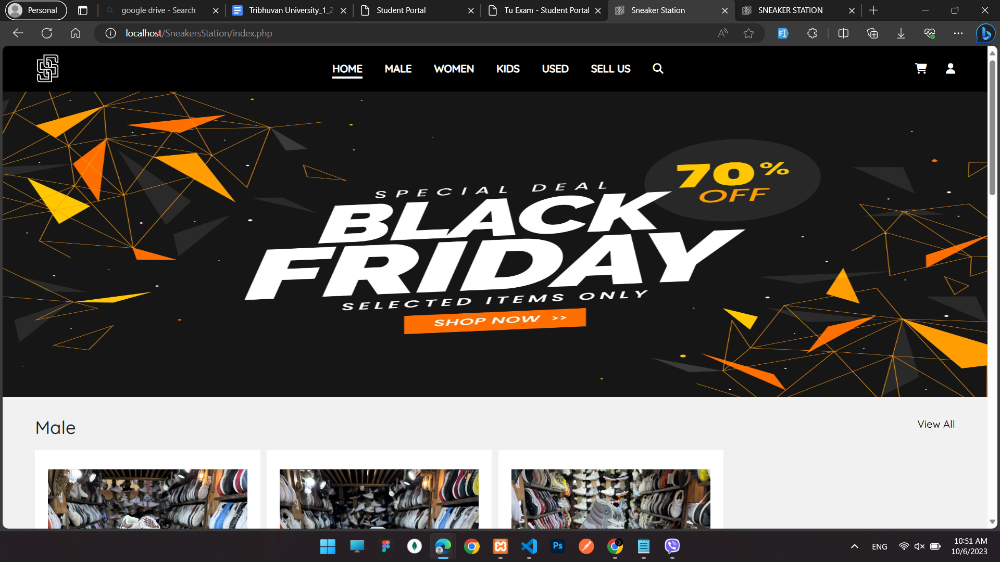 Personal
google drive - Search
Tribhuvan University_1_2
Student Portal
Tu Exam - Student Portal
Sneaker Station
SNEAKER STATION
localhost/SneakersStation/index.php
HOME
MALE
WOMEN
KIDS
USED
SELL US
70%
OFF
SPECIAL DEAL
BLACK
FRIDAY
SELECTED ITEMS ONLY
SHOP NOW >>
Male
View All
Ps
ENG
10:51 AM
10/6/2023